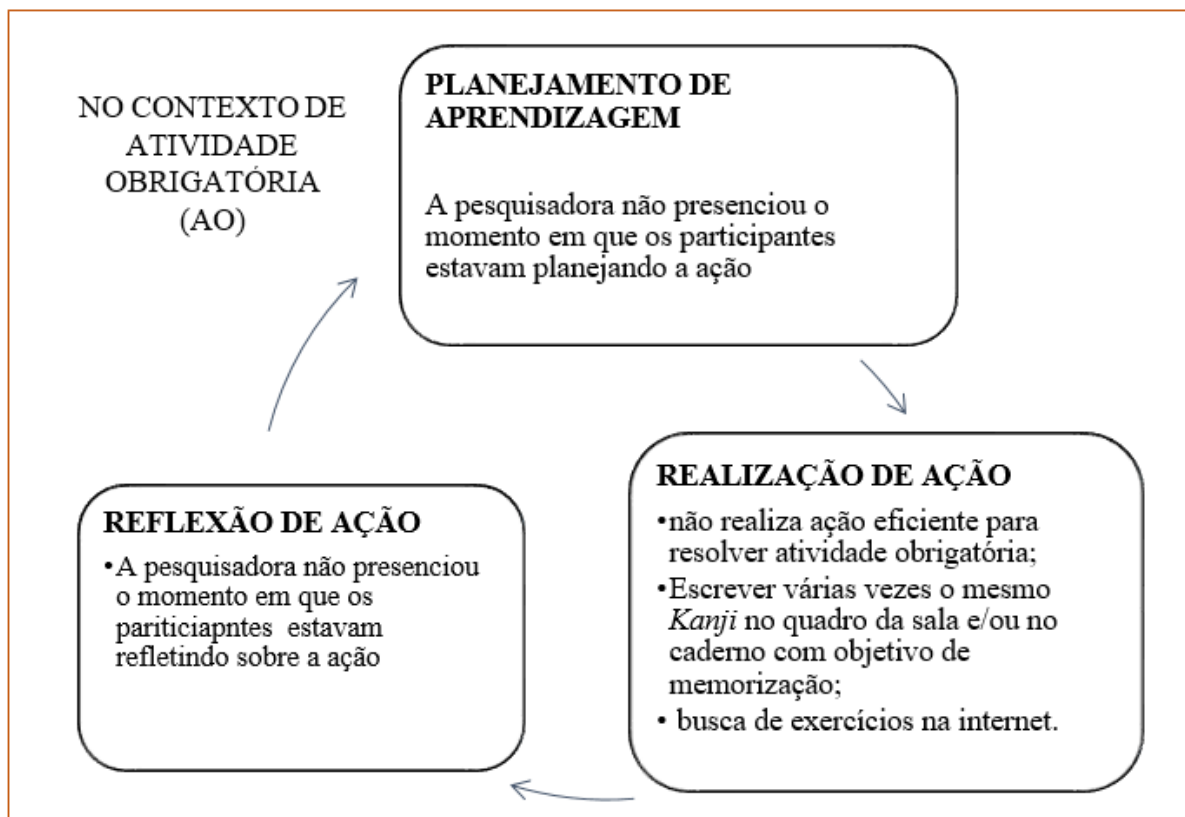 NO CONTEXTO DE
ATIVIDADE
OBRIGATÓRIA
(AO)
PLANEJAMENTO DE
APRENDIZAGEM
A pesquisadora não presenciou o
momento em que os participantes
estavam planejando a ação
REALIZAÇÃO DE AÇÃO
•não realiza ação eficiente para
resolver atividade obrigatória;
•Escrever várias vezes o mesmo
Kanji no quadro da sala e/ou no
caderno com objetivo de
memorização;
• busca de exercícios na internet.
REFLEXÃO DE AÇÃO
•A pesquisadora não presenciou
o momento em que os
pariticiapntes estavam
refletindo sobre a ação